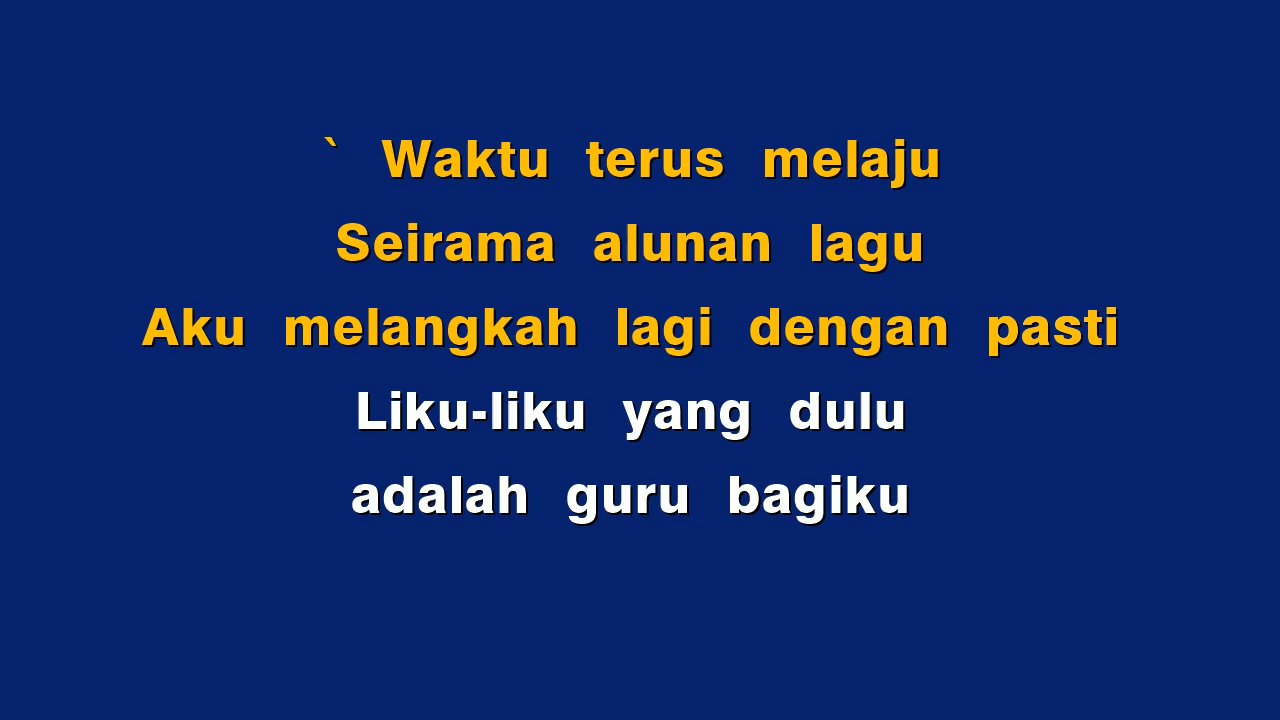 ` Waktu terus melaju
Seirama alunan lagu
Aku melangkah lagi dengan pasti
Liku-liku yang dulu
adalah guru bagiku